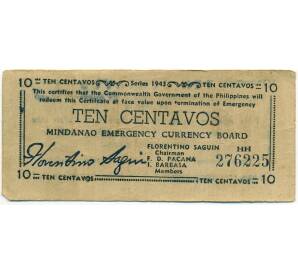 10 TEN CENTAVOS Series 1943 TEN CENTAVOS 10
This certifies that the Commonwealth Government of the Philippines will
redeem this Certificate at face value upon termination of Emergency
TEN CENTAVOS
MINDANAO EMERGENCY CURRENCY BOARD
Florentino Saguin
FLORENTINO SAGUIN
Chairman
F. D. PACANA
T. BARBASA
Members
HH
276225
10 TEN CENTAVOS TEN CENTAVOS 10